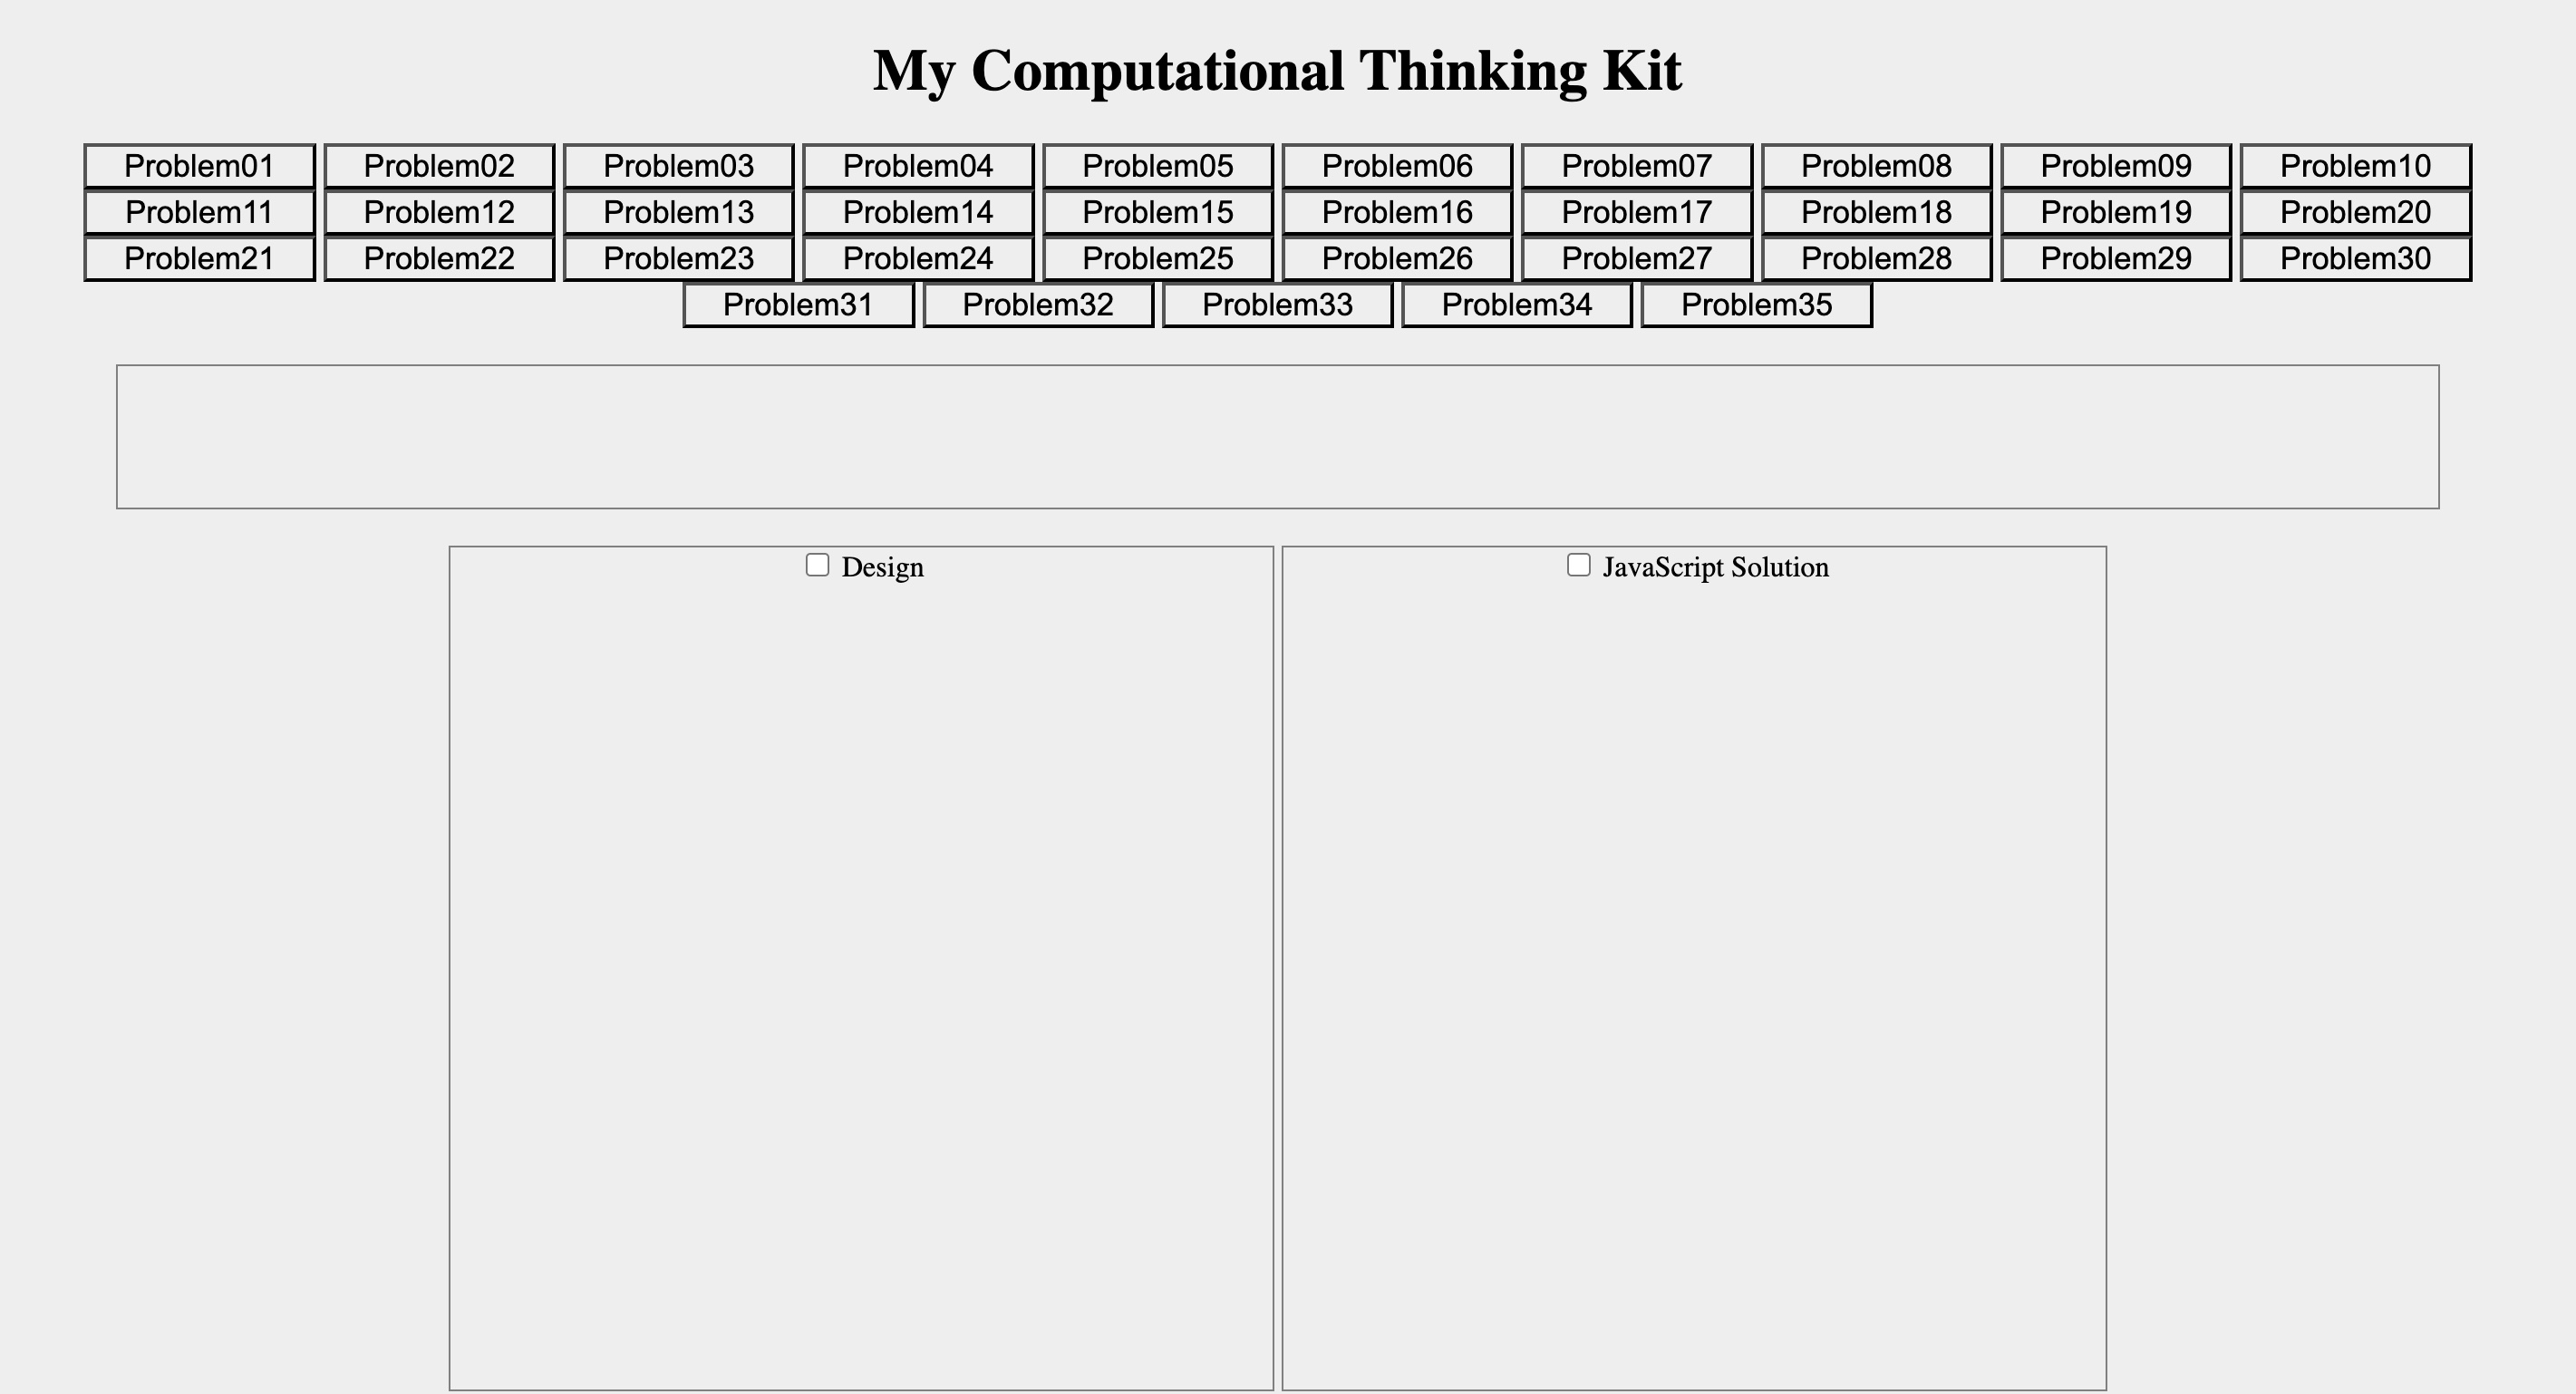 My Computational Thinking Kit
Problem01 Problem02 Problem03 Problem04 Problem05 Problem06 Problem07 Problem08 Problem09 Problem10
Problem11 Problem12 Problem13 Problem14 Problem15 Problem16 Problem17 Problem18 Problem19 Problem20
Problem21 Problem22 Problem23 Problem24 Problem25 Problem26 Problem27 Problem28 Problem29 Problem30
Problem31 Problem32 Problem33 Problem34 Problem35
Design
JavaScript Solution